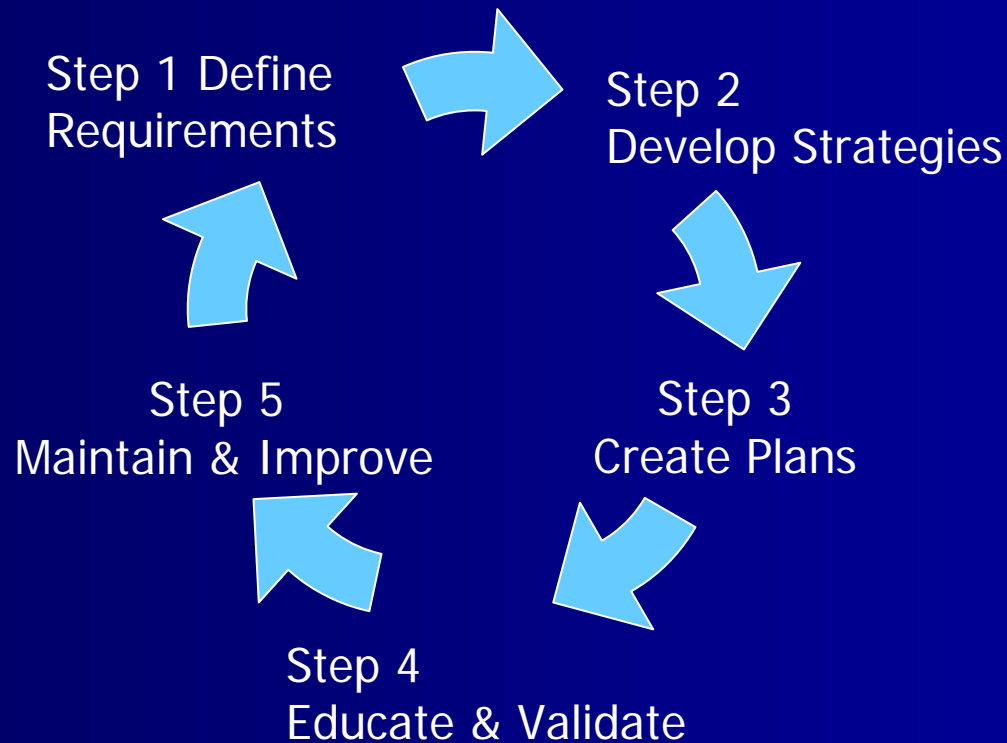 Step 1 Define
Requirements
Step 2
Develop Strategies
Step 3
Create Plans
Step 4
Educate & Validate
Step 5
Maintain & Improve